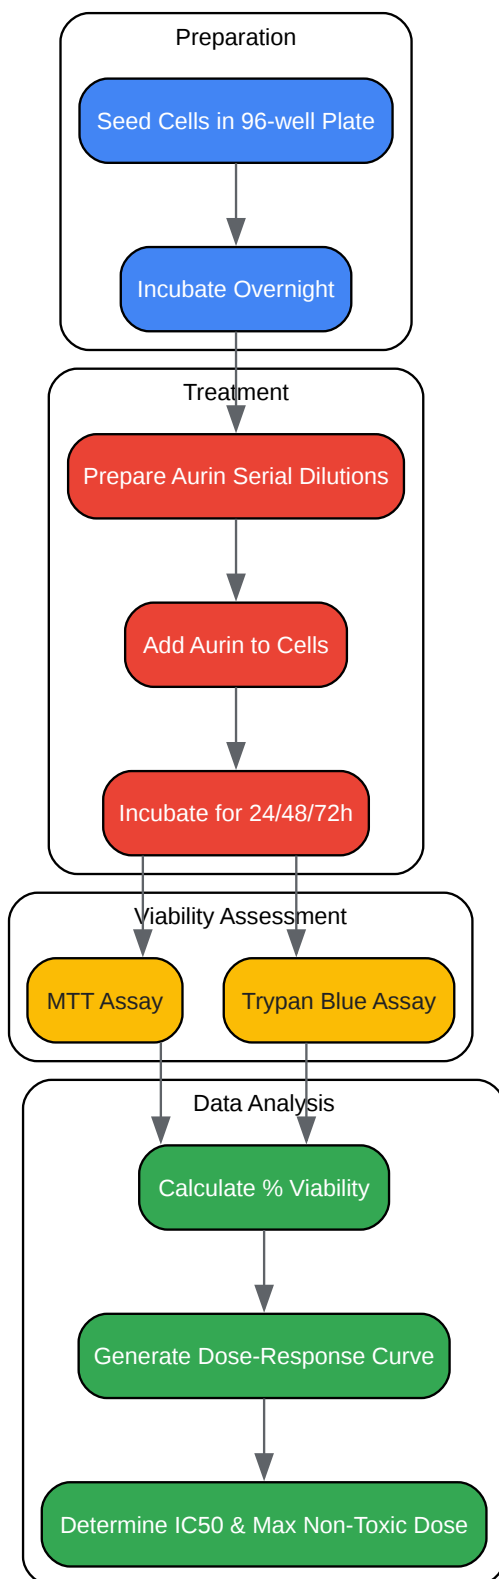 Preparation
Seed Cells in 96-well Plate
Incubate Overnight
Treatment
Prepare Aurin Serial Dilutions
Add Aurin to Cells
Incubate for 24/48/72h
Viability Assessment
MTT Assay
Trypan Blue Assay
Data Analysis
Calculate % Viability
Generate Dose-Response Curve
Determine IC50 & Max Non-Toxic Dose